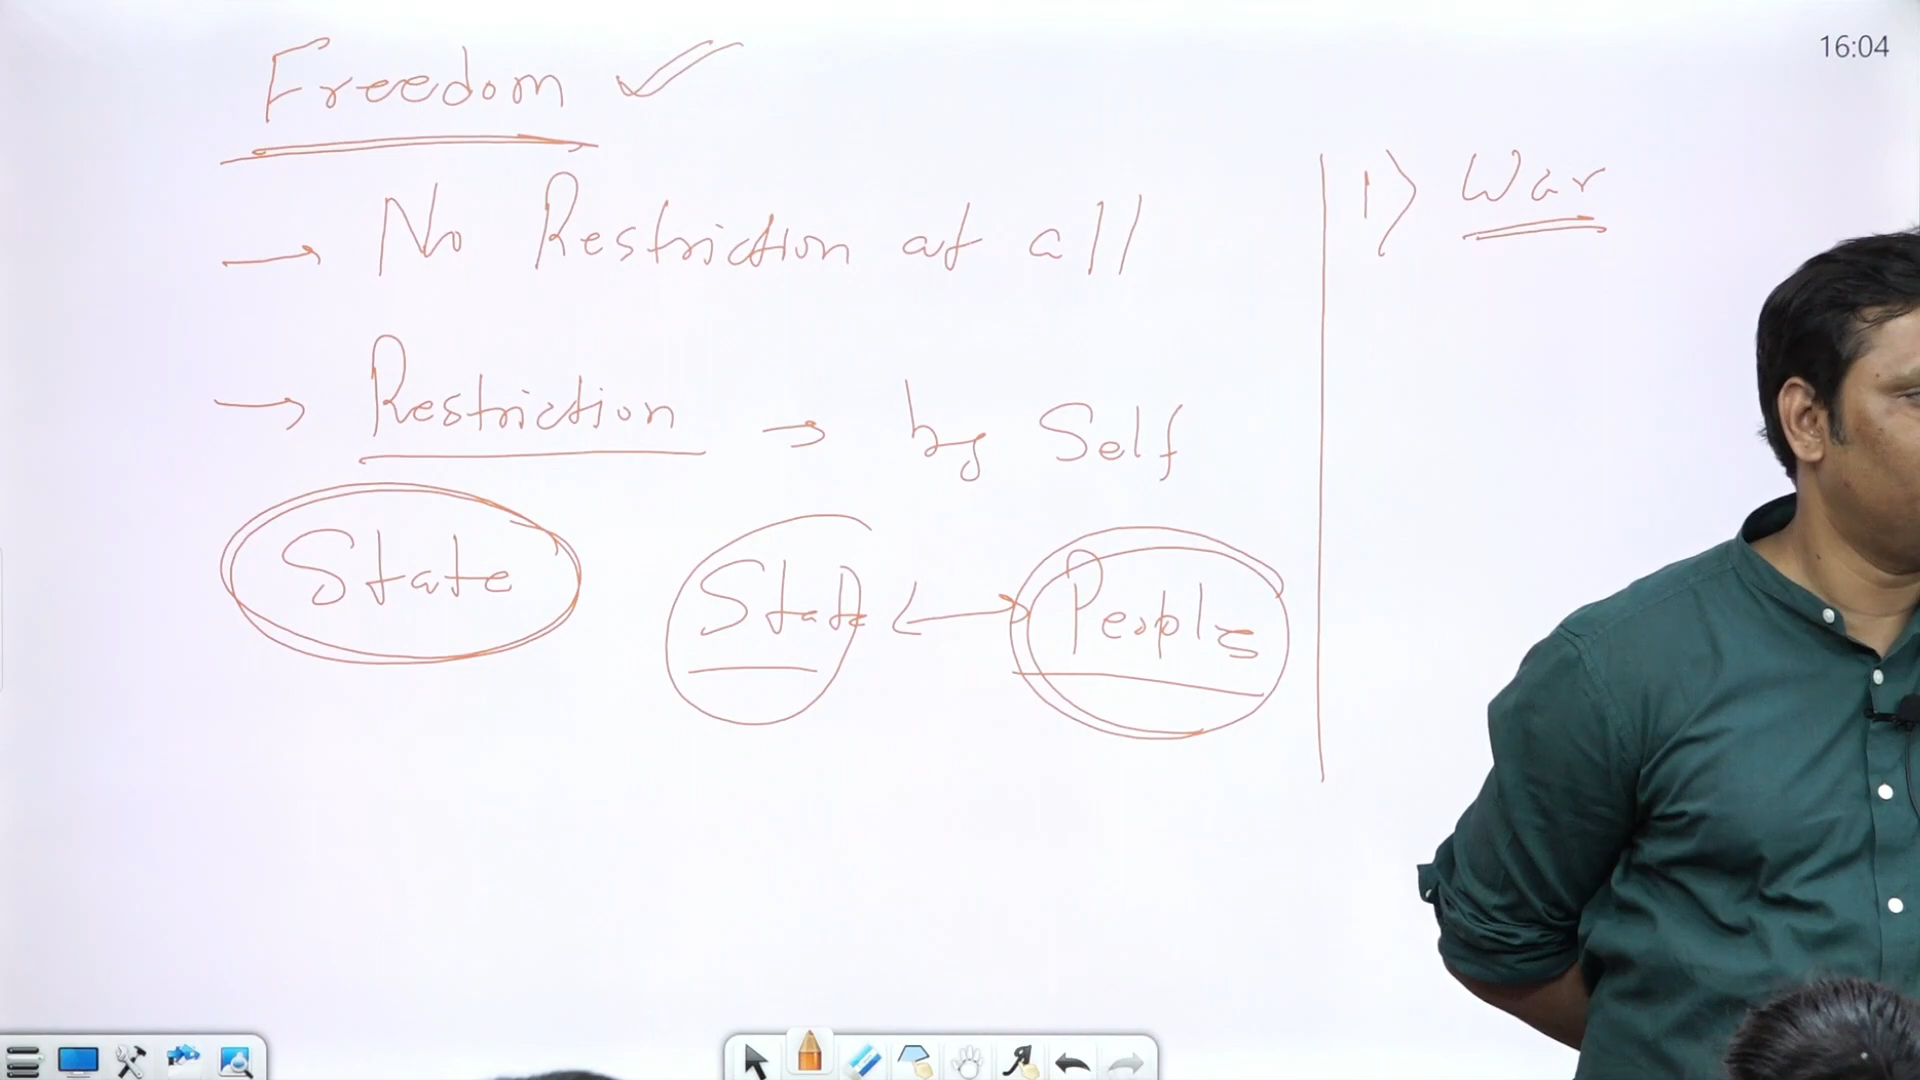 16:04
Freedom
→ No Restriction at all
→ Restriction → by Self
State
State ↔ People
1) War